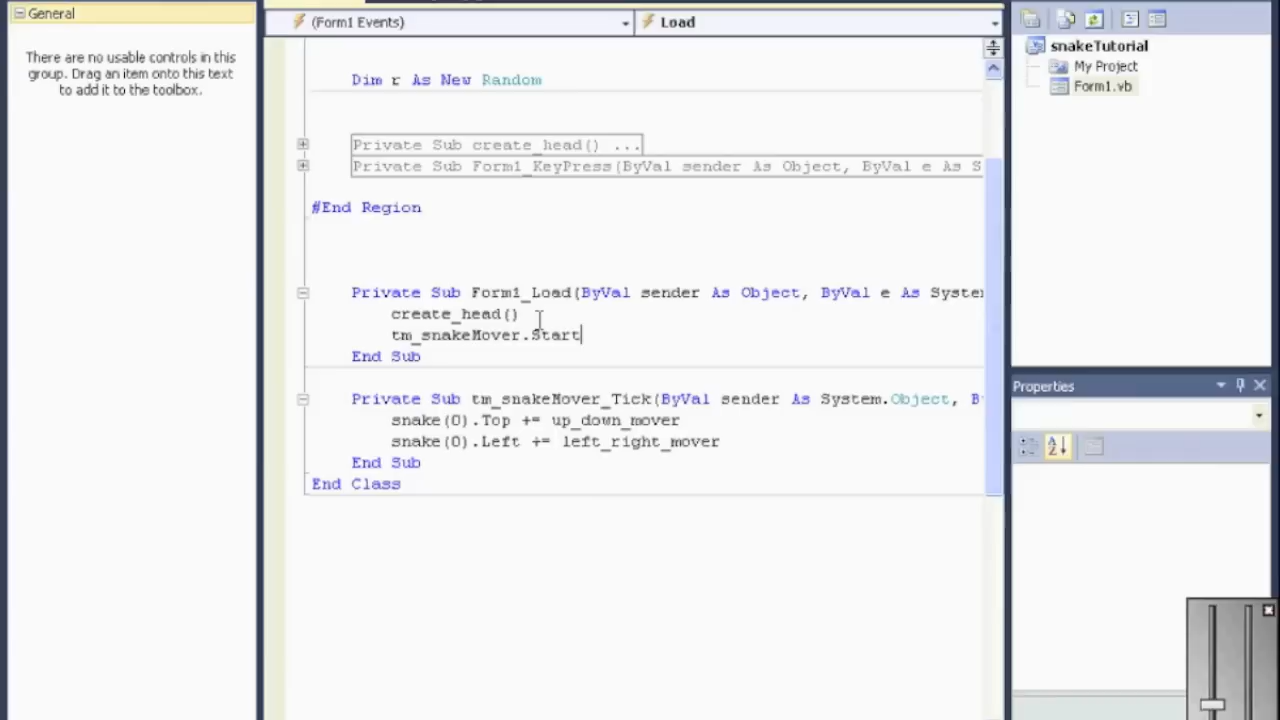 General
There are no usable controls in this
group. Drag an item onto this text
to add it to the toolbox.
(Form1 Events)
Load
Dim r As New Random
Private Sub create_head() ...
Private Sub Form1_KeyPress(ByVal sender As Object, ByVal e As S
#End Region
Private Sub Form1_Load(ByVal sender As Object, ByVal e As System
create_head()
tm_snakeMover.Start
End Sub
Private Sub tm_snakeMover_Tick(ByVal sender As System.Object, B
snake(0).Top += up_down_mover
snake(0).Left += left_right_mover
End Sub
End Class
snakeTutorial
My Project
Form1.vb
Properties